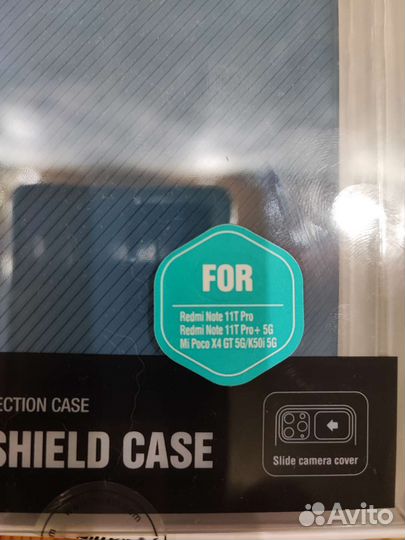 FOR
Redmi Note 11T Pro
Redmi Note 11T Pro+ 5G
Mi Poco X4 GT 5G/K50i 5G
ECTION CASE
SHIELD CASE
Slide camera cover
Avito